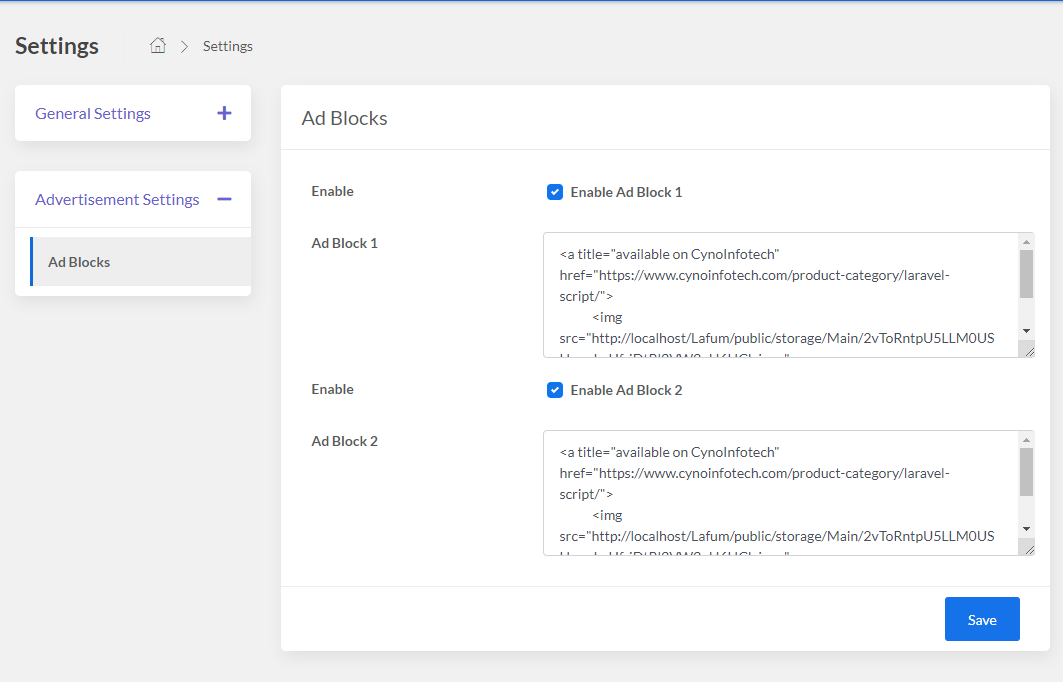 Settings
Settings
General Settings
Advertisement Settings
Ad Blocks
Ad Blocks
Enable
Enable Ad Block 1
Ad Block 1
<a title="available on CynoInfotech"
href="https://www.cynoinfotech.com/product-category/laravel-
script/">
<img
src="http://localhost/Lafum/public/storage/Main/2vToRntpU5LLM0US
Enable
Enable Ad Block 2
Ad Block 2
<a title="available on CynoInfotech"
href="https://www.cynoinfotech.com/product-category/laravel-
script/">
<img
src="http://localhost/Lafum/public/storage/Main/2vToRntpU5LLM0US
Save